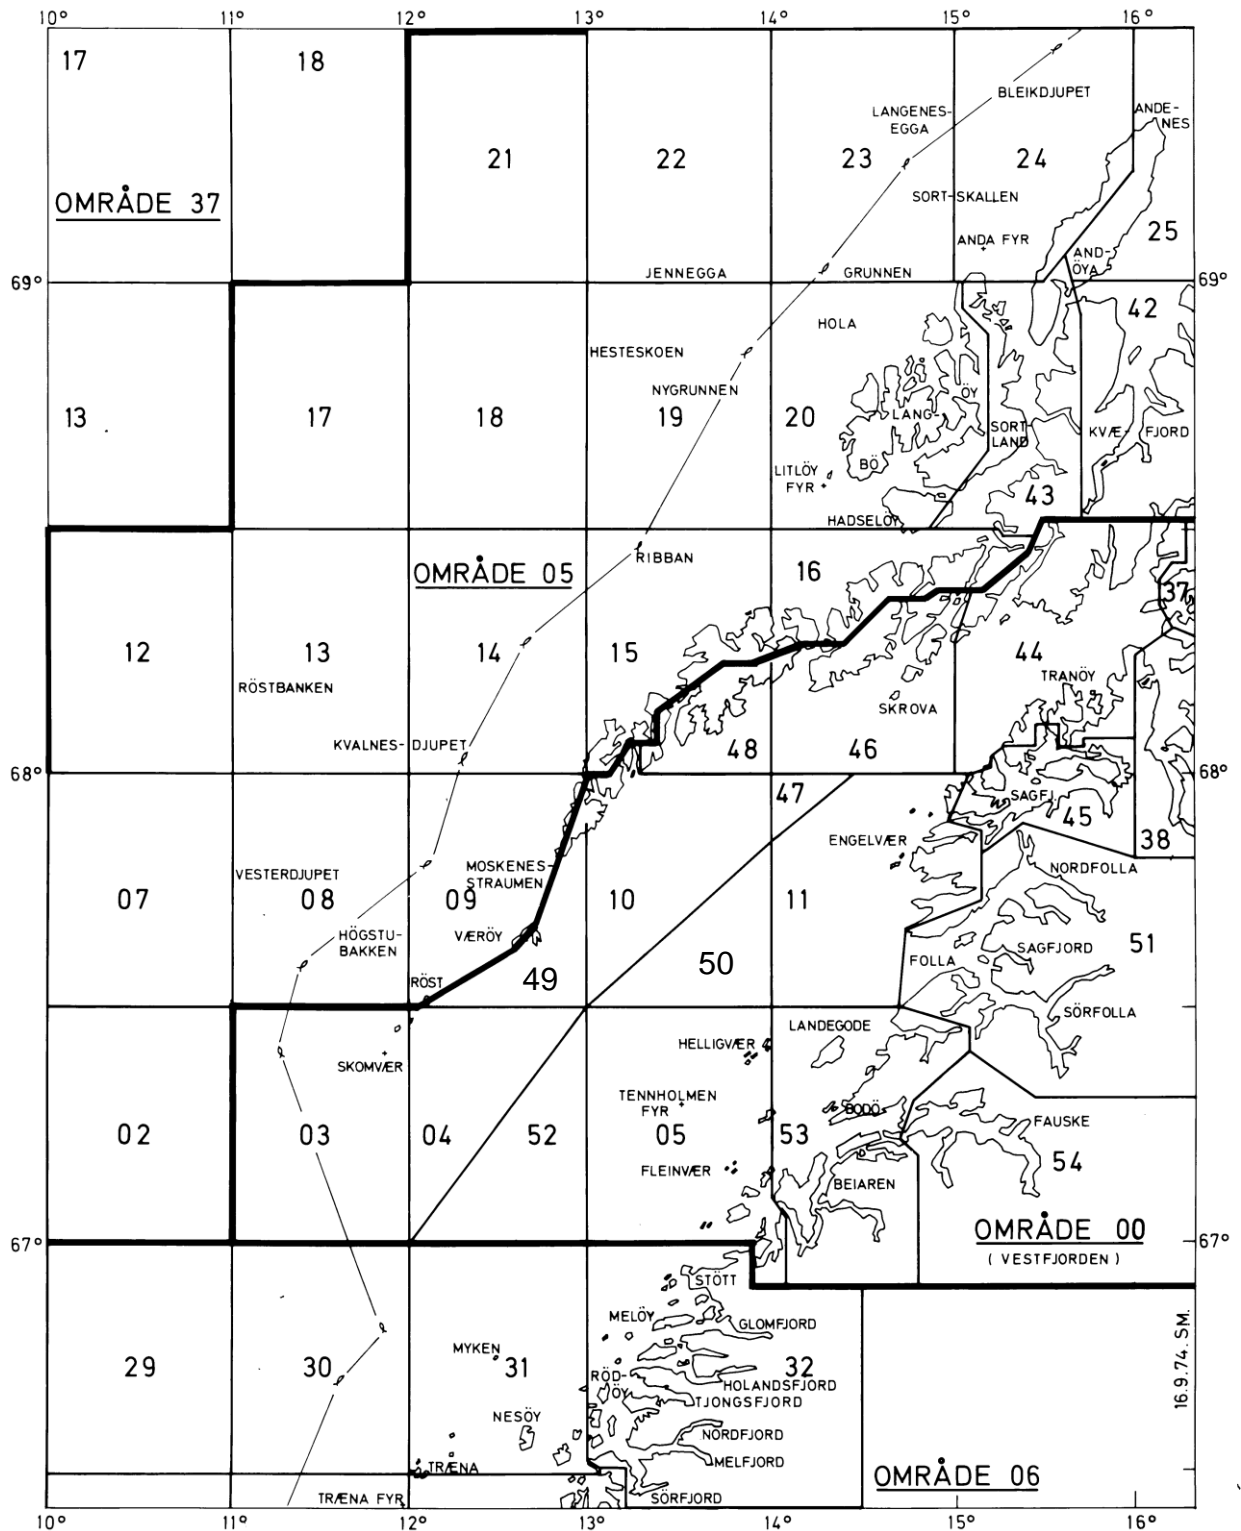 10° 11° 12° 13° 14° 15° 16°
17 18
BLEIKDJUPET
LANGENES-
EGGA
ANDE-
NES
21 22 23 24
OMRÅDE 37
SORT-SKALLEN
25
ANDA FYR
AND-
ÖYA
69° JENNEGGA GRUNNEN 69°
42
HOLA
HESTESKOEN
NYGRUNNEN
ÖY
13 17 18 19 20 LANG-
SORT-
LAND
KVÆ- FJORD
BÖ
LITLÖY
FYR
43
HADSELÖY
RIBBAN
OMRÅDE 05
16
37
12 13 14 15 44
RÖSTBANKEN
TRANÖY
SKROVA
KVALNES-DJUPET
48 46
68° 68°
47
SAGFJ.
45
ENGELVÆR
38
MOSKENES-
STRAUMEN
NORDFOLLA
VESTERDJUPET
07 08 09 10 11
HÖGSTU-
BAKKEN
VÆRÖY
51
SAGFJORD
FOLLA
49 50
RÖST
SÖRFOLLA
LANDEGODE
HELLIGVÆR
SKOMVÆR
TENNHOLMEN
FYR
BODÖ
FAUSKE
02 03 04 52 05 53
54
FLEINVÆR
BEIAREN
OMRÅDE 00
67° 67°
( VESTFJORDEN )
STÖTT
MELÖY
GLOMFJORD
MYKEN
29 30 31 32
RÖD-
ÖY
HOLANDSFJORD
TJONGSFJORD
NESÖY
NORDFJORD
MELFJORD
TRÆNA
OMRÅDE 06
TRÆNA FYR
SÖRFJORD
16.9.74. SM.
10° 11° 12° 13° 14° 15° 16°